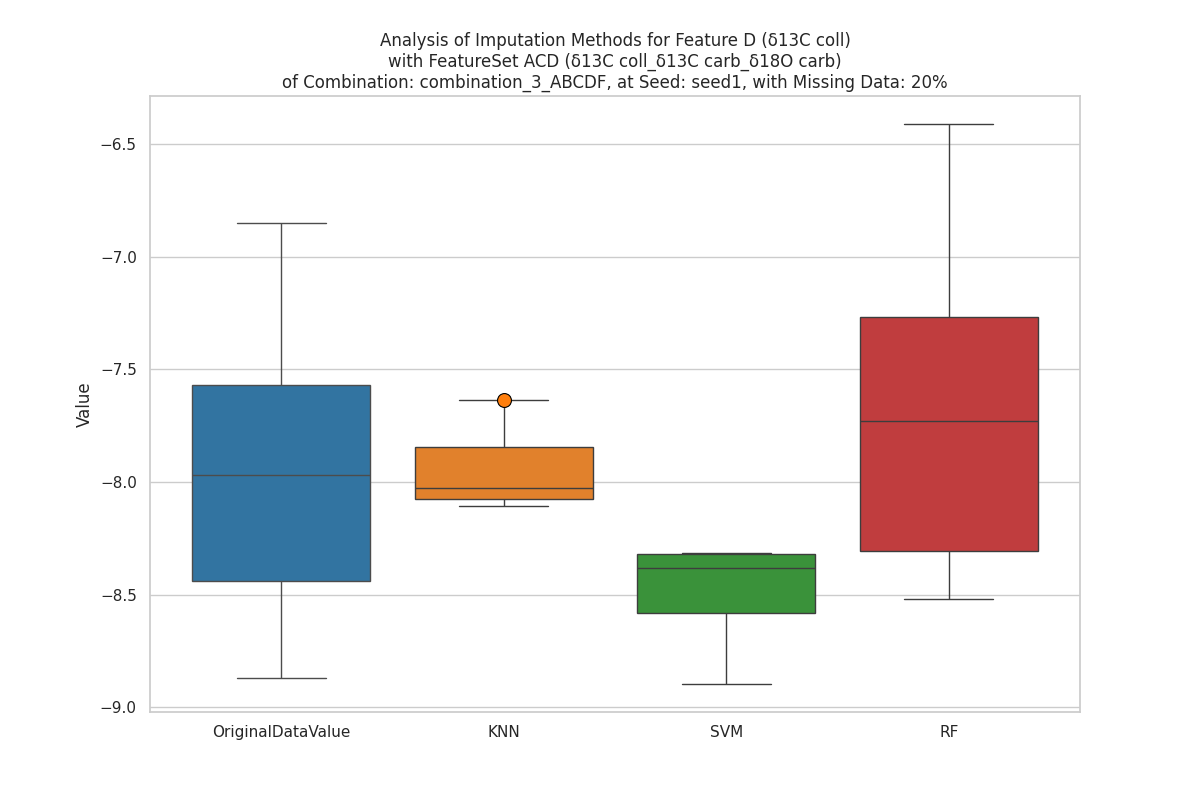 Analysis of Imputation Methods for Feature D (δ13C coll)
with FeatureSet ACD (δ13C coll_δ13C carb_δ18O carb)
of Combination: combination_3_ABCDF, at Seed: seed1, with Missing Data: 20%
−6.5
−7.0
−7.5
−8.0
−8.5
−9.0
Value
OriginalDataValue
KNN
SVM
RF